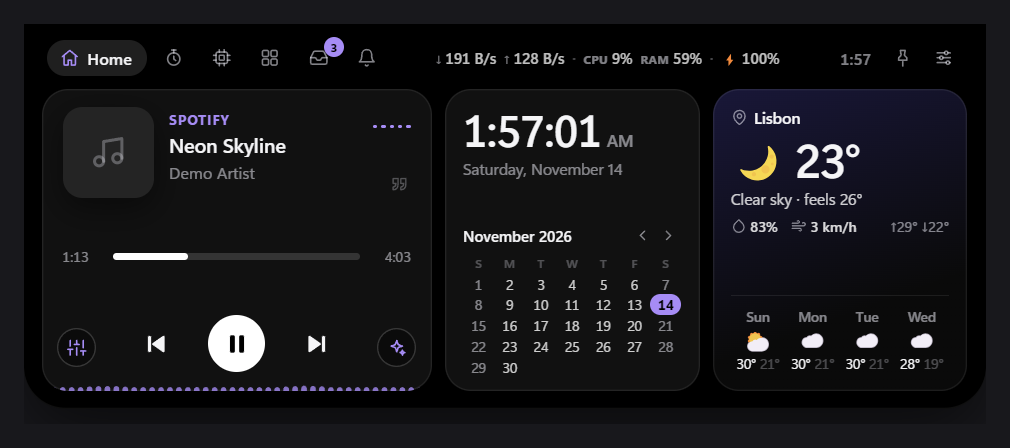 Home
3
↓ 191 B/s ↑ 128 B/s · CPU 9% RAM 59% · 100%
1:57
SPOTIFY
Neon Skyline
Demo Artist
1:13
4:03
1:57:01 AM
Saturday, November 14
November 2026
S M T W T F S
1 2 3 4 5 6 7
8 9 10 11 12 13 14
15 16 17 18 19 20 21
22 23 24 25 26 27 28
29 30
Lisbon
23°
Clear sky · feels 26°
83% 3 km/h ↑29° ↓22°
Sun Mon Tue Wed
30° 21° 30° 21° 30° 21° 28° 19°